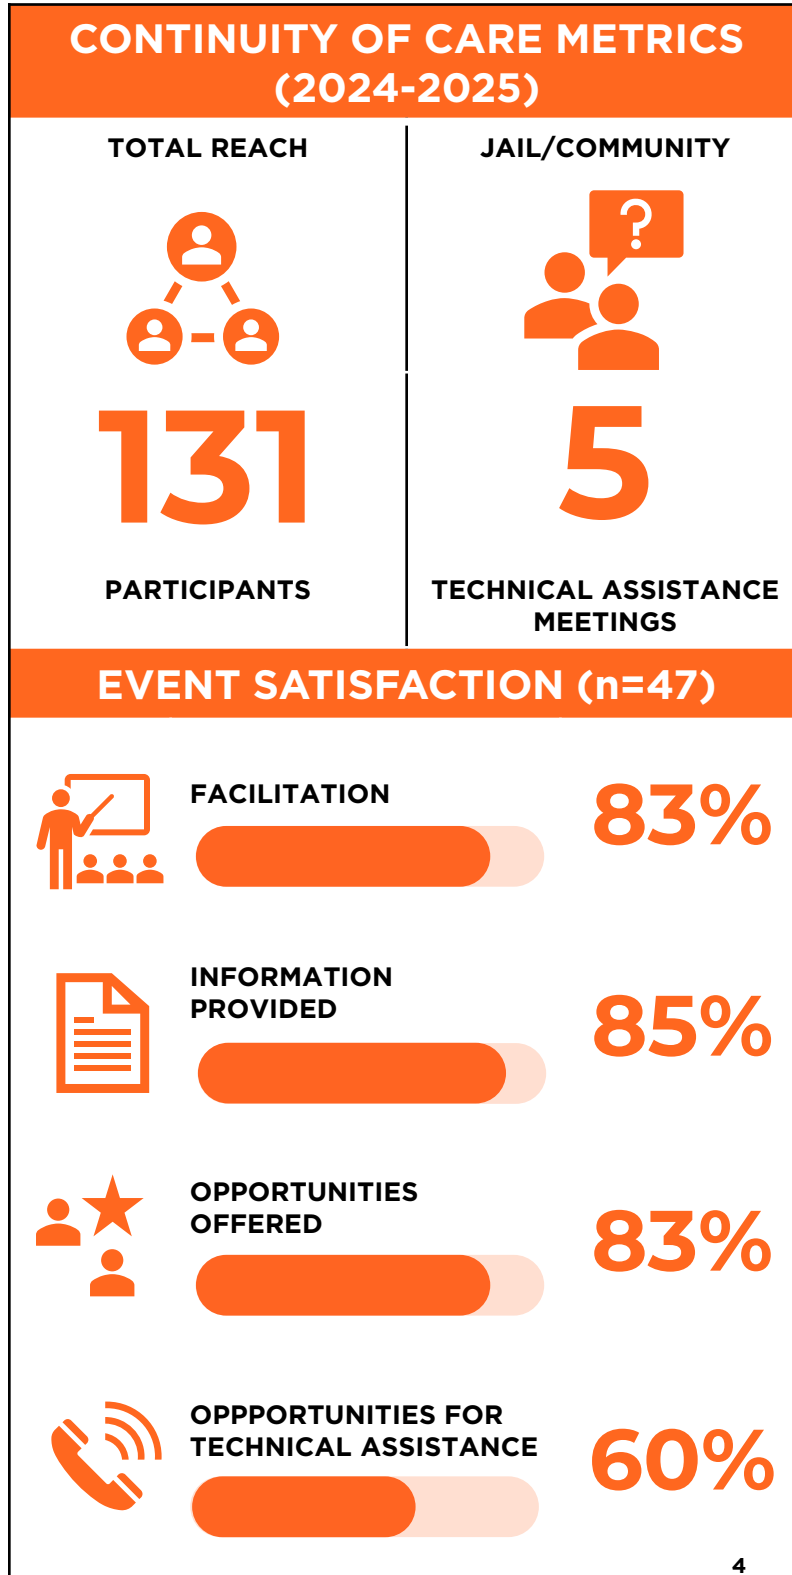 CONTINUITY OF CARE METRICS
(2024-2025)
TOTAL REACH
JAIL/COMMUNITY
?
131
5
PARTICIPANTS
TECHNICAL ASSISTANCE
MEETINGS
EVENT SATISFACTION (n=47)
FACILITATION
83%
INFORMATION
PROVIDED
85%
OPPORTUNITIES
OFFERED
83%
OPPPORTUNITIES FOR
TECHNICAL ASSISTANCE
60%
4